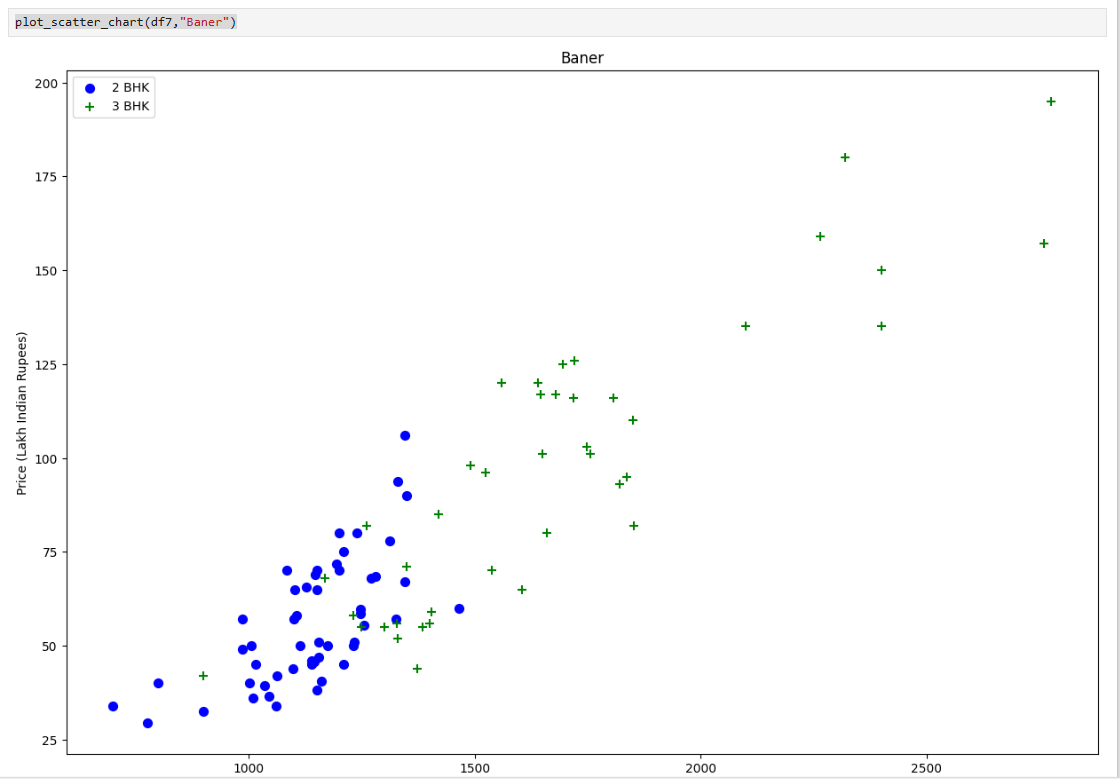 plot_scatter_chart(df7,"Baner")
Baner
2 BHK
3 BHK
Price (Lakh Indian Rupees)
200
175
150
125
100
75
50
25
1000 1500 2000 2500